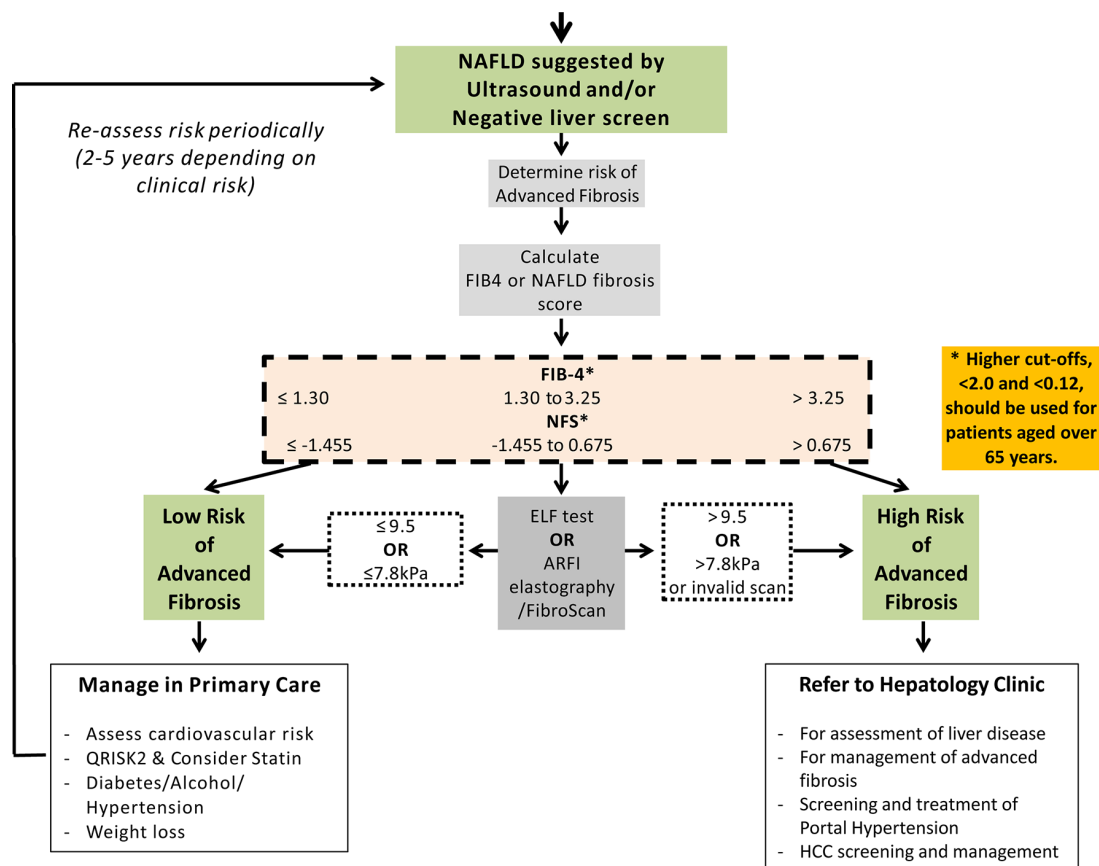 NAFLD suggested by
Ultrasound and/or
Negative liver screen
Re-assess risk periodically
(2-5 years depending on
clinical risk)
Determine risk of
Advanced Fibrosis
Calculate
FIB4 or NAFLD fibrosis
score
FIB-4*
≤ 1.30 1.30 to 3.25 > 3.25
NFS*
≤ -1.455 -1.455 to 0.675 > 0.675
* Higher cut-offs,
<2.0 and <0.12,
should be used for
patients aged over
65 years.
Low Risk
of
Advanced
Fibrosis
≤ 9.5
OR
≤7.8kPa
ELF test
OR
ARFI
elastography
/FibroScan
> 9.5
OR
>7.8kPa
or invalid scan
High Risk
of
Advanced
Fibrosis
Manage in Primary Care
- Assess cardiovascular risk
- QRISK2 & Consider Statin
- Diabetes/Alcohol/
Hypertension
- Weight loss
Refer to Hepatology Clinic
- For assessment of liver disease
- For management of advanced
fibrosis
- Screening and treatment of
Portal Hypertension
- HCC screening and management